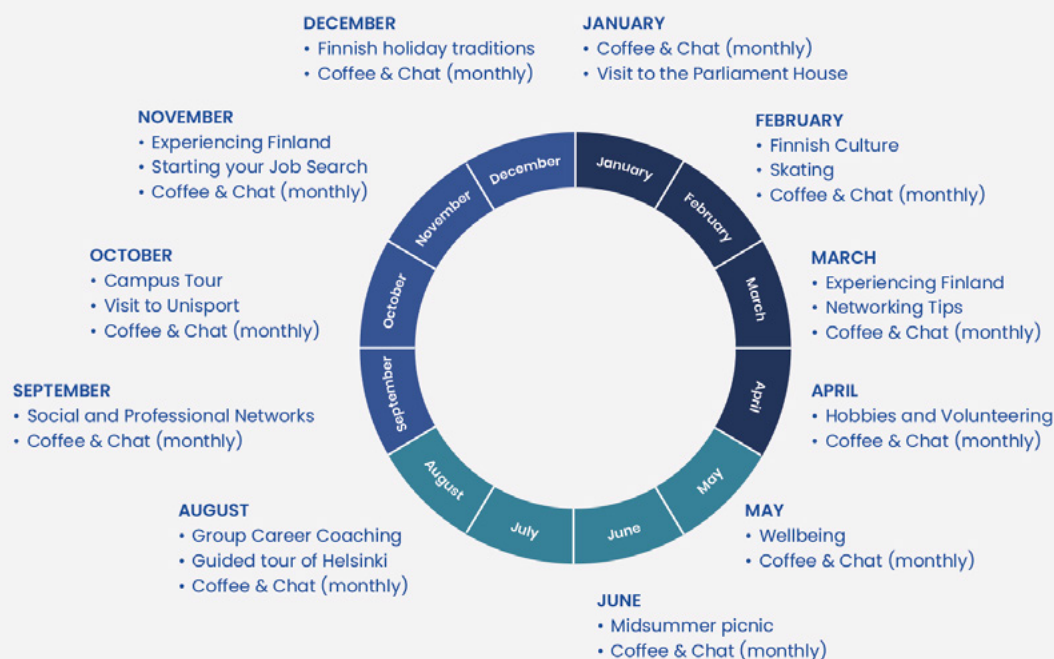 DECEMBER
• Finnish holiday traditions
• Coffee & Chat (monthly)
JANUARY
• Coffee & Chat (monthly)
• Visit to the Parliament House
NOVEMBER
• Experiencing Finland
• Starting your Job Search
• Coffee & Chat (monthly)
FEBRUARY
• Finnish Culture
• Skating
• Coffee & Chat (monthly)
OCTOBER
• Campus Tour
• Visit to Unisport
• Coffee & Chat (monthly)
MARCH
• Experiencing Finland
• Networking Tips
• Coffee & Chat (monthly)
SEPTEMBER
• Social and Professional Networks
• Coffee & Chat (monthly)
APRIL
• Hobbies and Volunteering
• Coffee & Chat (monthly)
AUGUST
• Group Career Coaching
• Guided tour of Helsinki
• Coffee & Chat (monthly)
MAY
• Wellbeing
• Coffee & Chat (monthly)
JUNE
• Midsummer picnic
• Coffee & Chat (monthly)
January
February
March
April
May
June
July
August
September
October
November
December